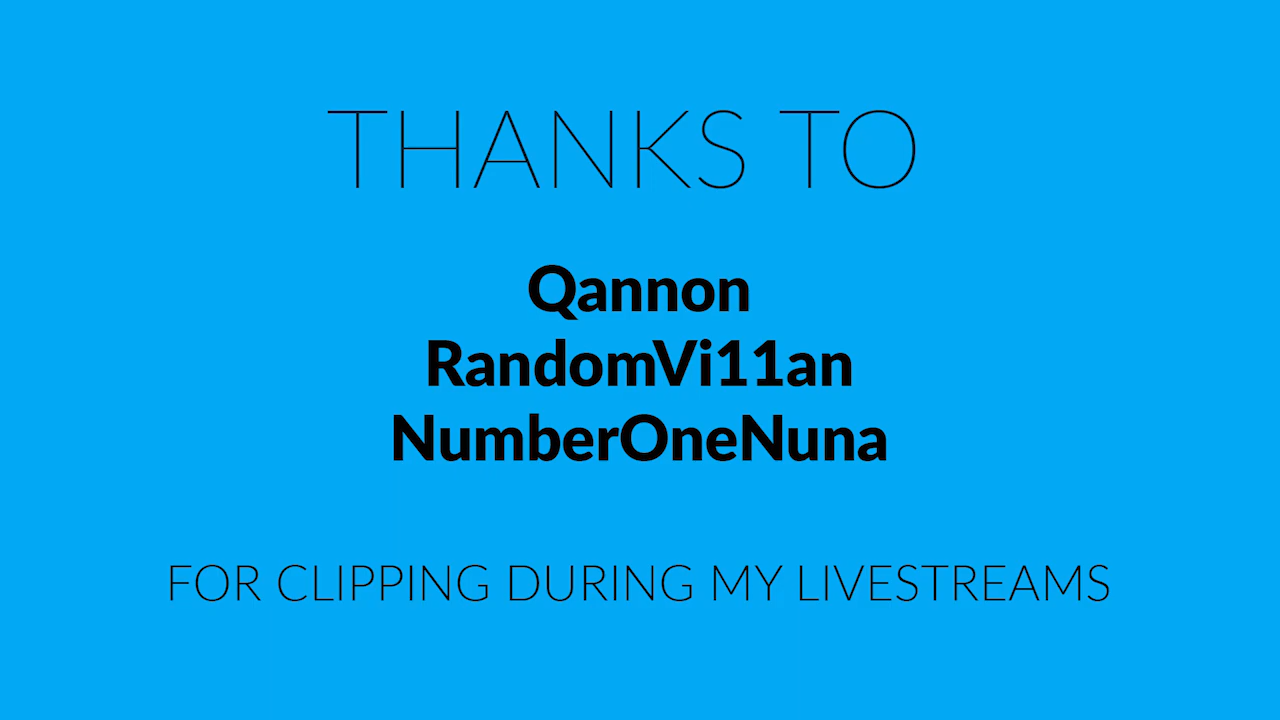 THANKS TO
Qannon
RandomVi11an
NumberOneNuna
FOR CLIPPING DURING MY LIVESTREAMS